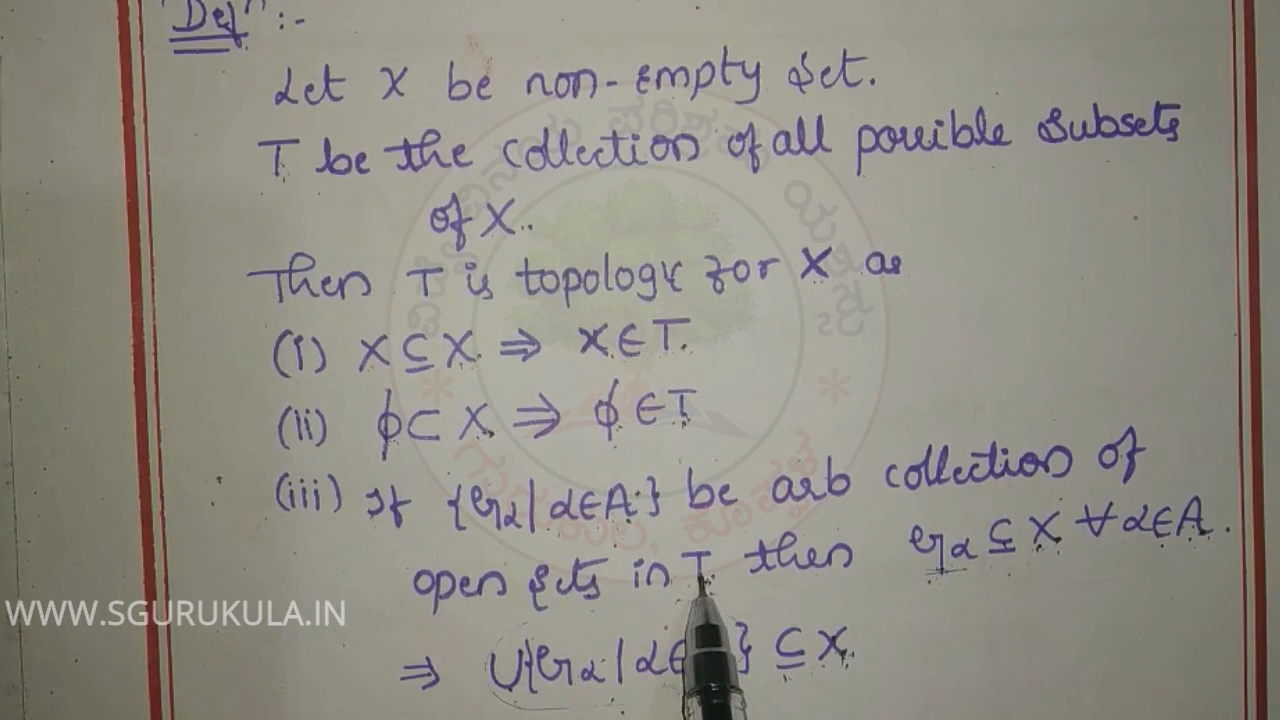 "Defⁿ" :-
Let X be non-empty set.
T be the collection of all possible subsets
of X.
Then T is topology for X as
(i) X ⊆ X ⇒ X ∈ T.
(ii) ϕ ⊂ X ⇒ ϕ ∈ T
(iii) If {Gα / α∈A} be arb collection of
open sets in T then Gα ⊆ X ∀ α∈A.
⇒ ∪{Gα / α∈ } ⊆ X.
WWW.SGURUKULA.IN